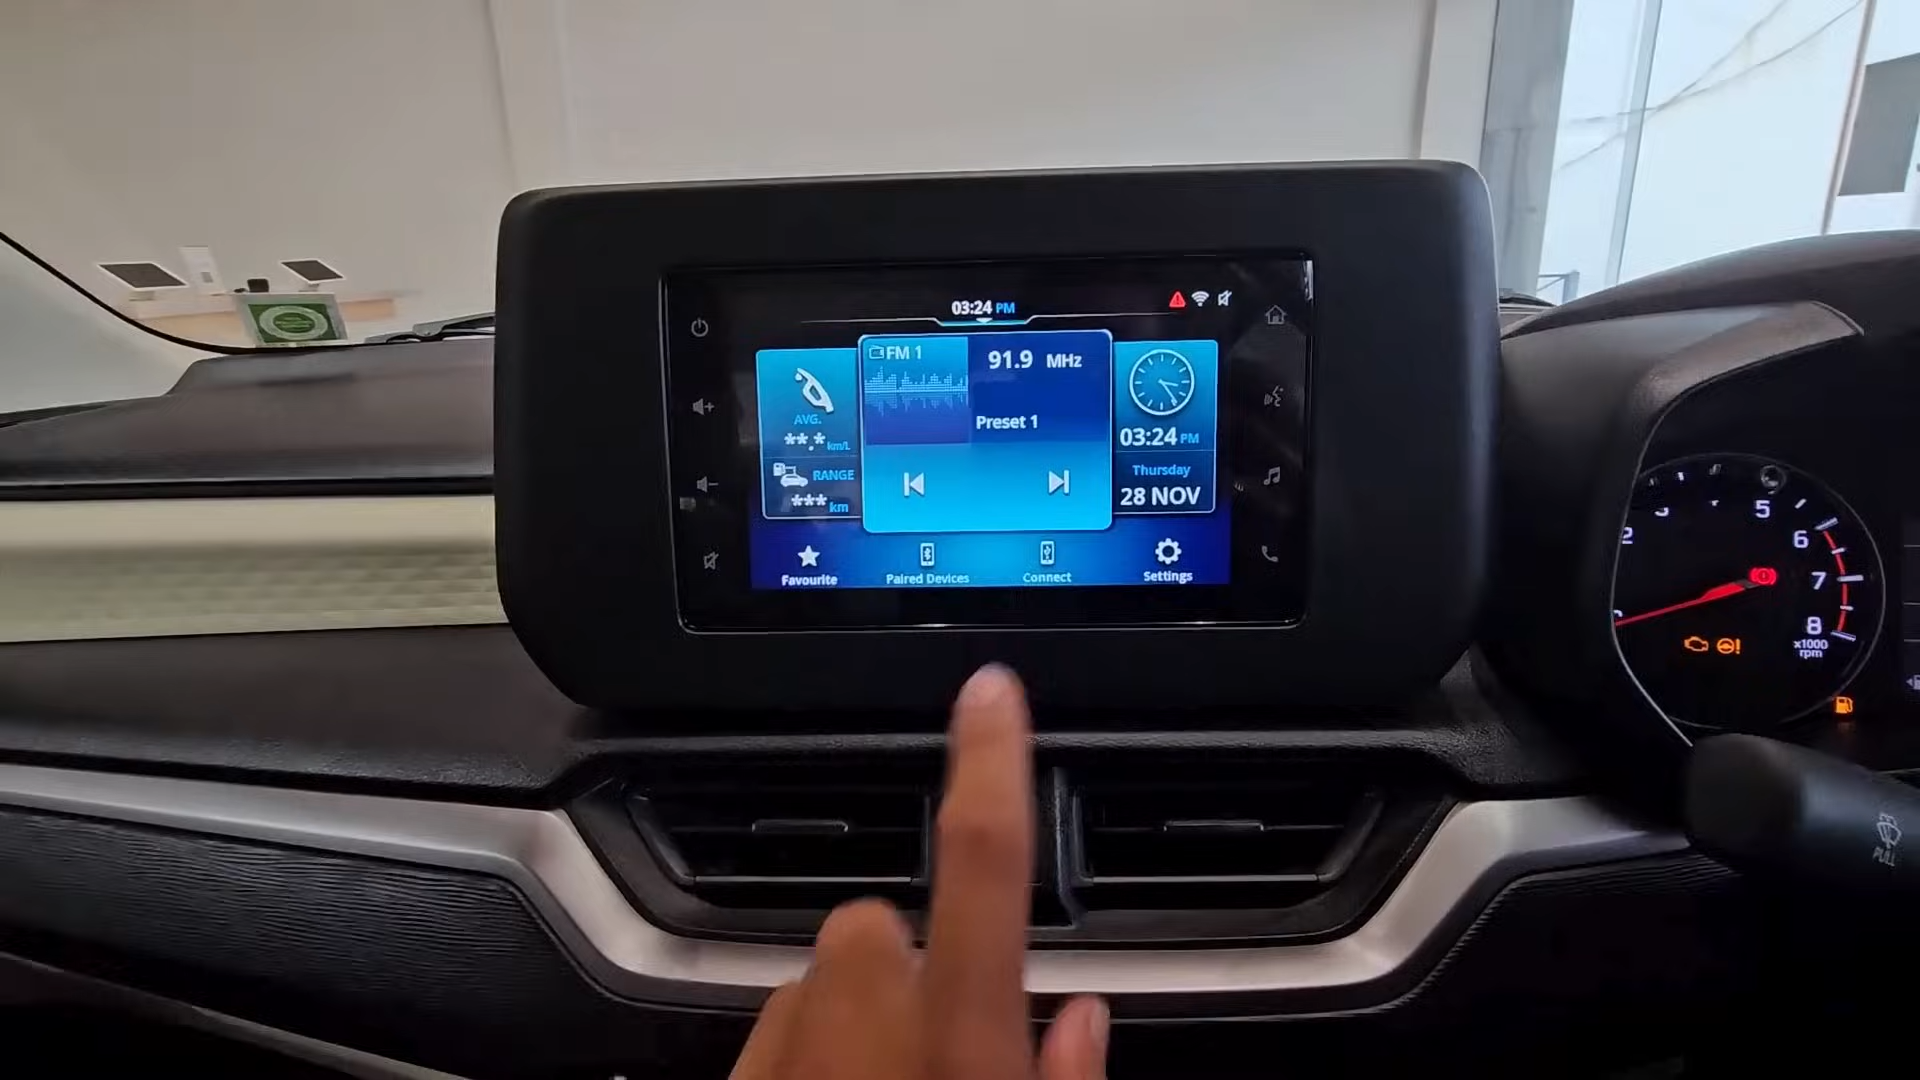 03:24 PM
FM 1
91.9 MHz
Preset 1
AVG.
**.* km/L
RANGE
*** km
03:24 PM
Thursday
28 NOV
Favourite
Paired Devices
Connect
Settings
2
3
5
6
7
8
x1000
rpm